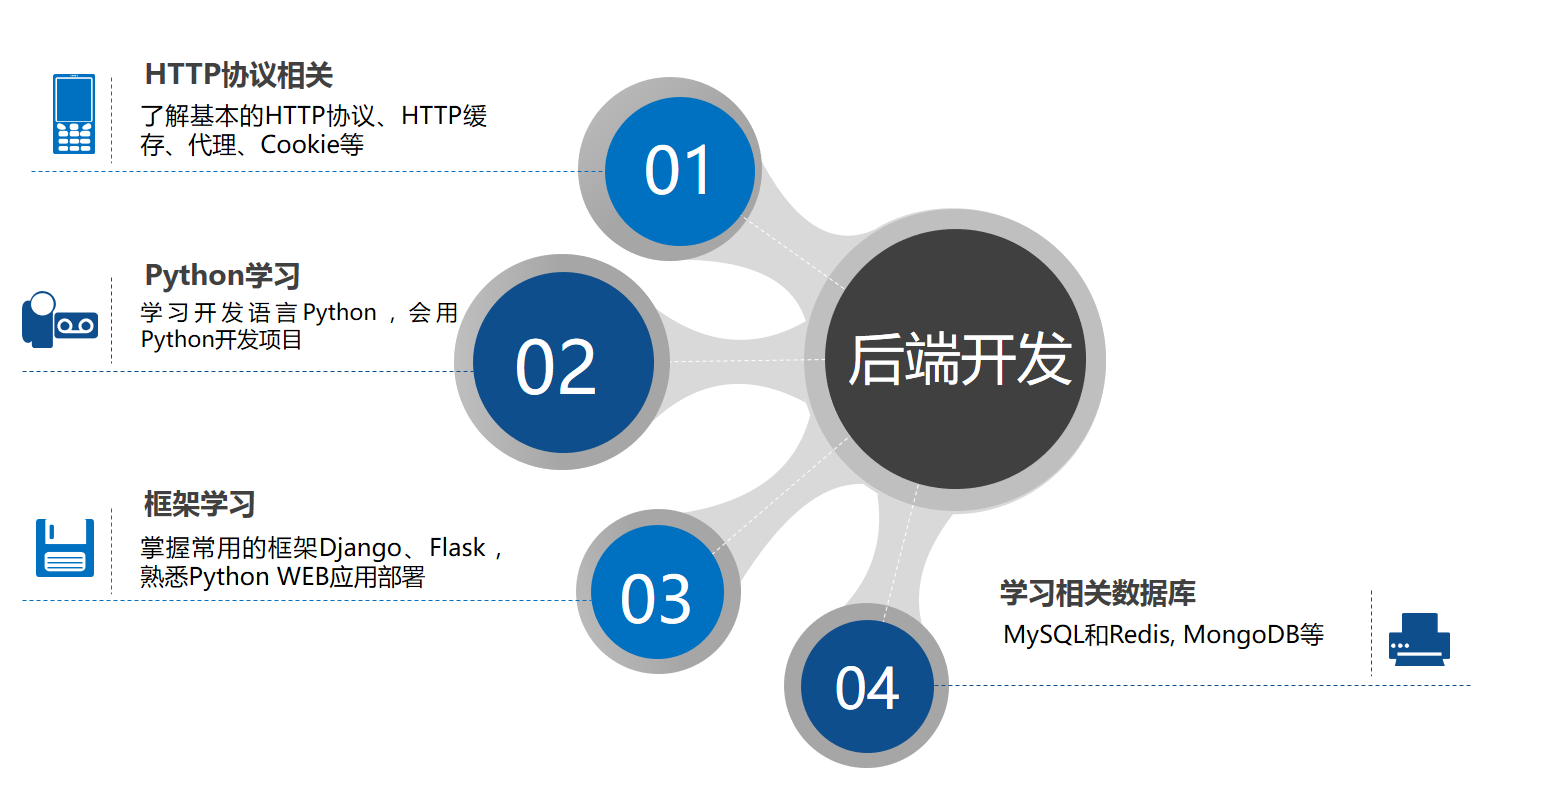 HTTP协议相关
了解基本的HTTP协议、HTTP缓
存、代理、Cookie等
01
Python学习
学习开发语言Python，会用
Python开发项目
02
后端开发
框架学习
掌握常用的框架Django、Flask，
熟悉Python WEB应用部署
03
学习相关数据库
MySQL和Redis, MongoDB等
04